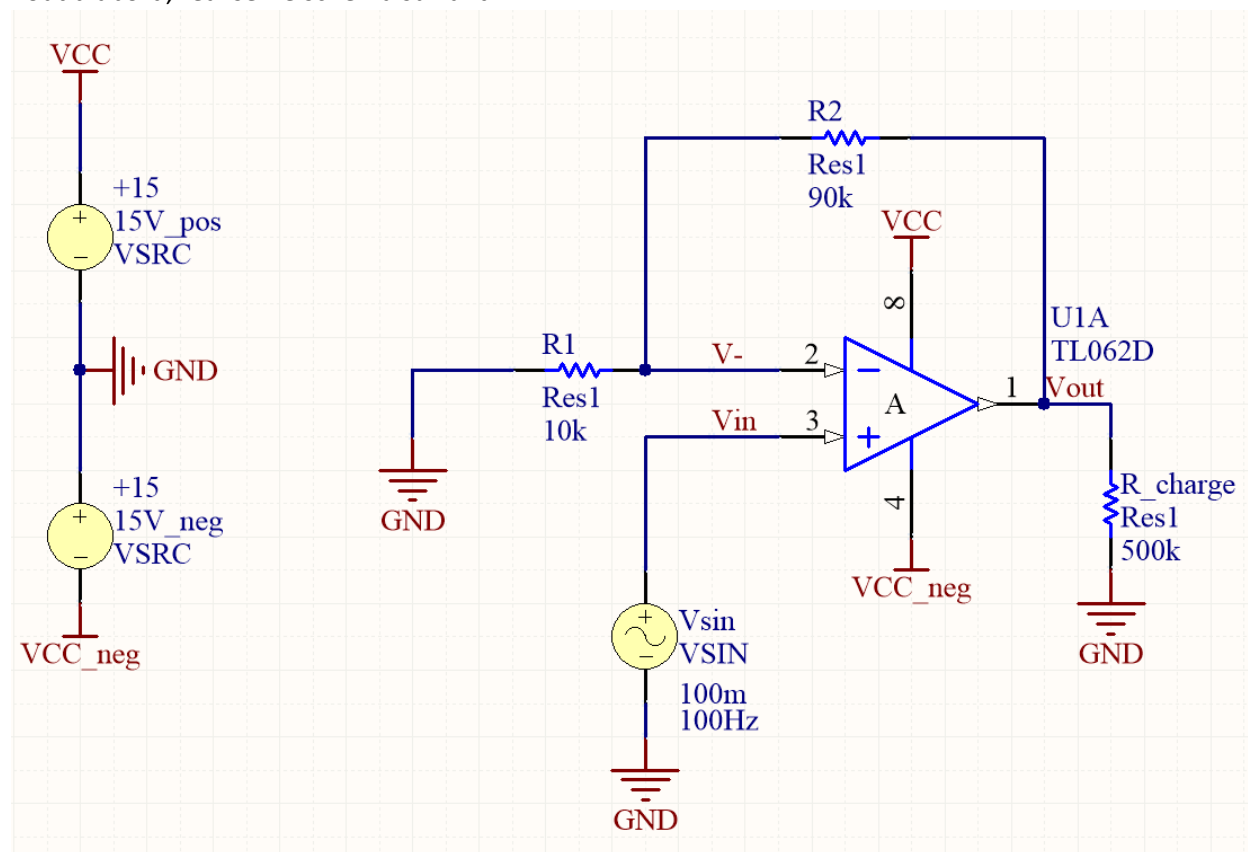 VCC
+15
15V_pos
VSRC
GND
+15
15V_neg
VSRC
VCC_neg
R2
Res1
90k
VCC
8
U1A
TL062D
R1
Res1
10k
GND
V-
2
Vin
3
A
1
Vout
4
VCC_neg
R_charge
Res1
500k
GND
Vsin
VSIN
100m
100Hz
GND